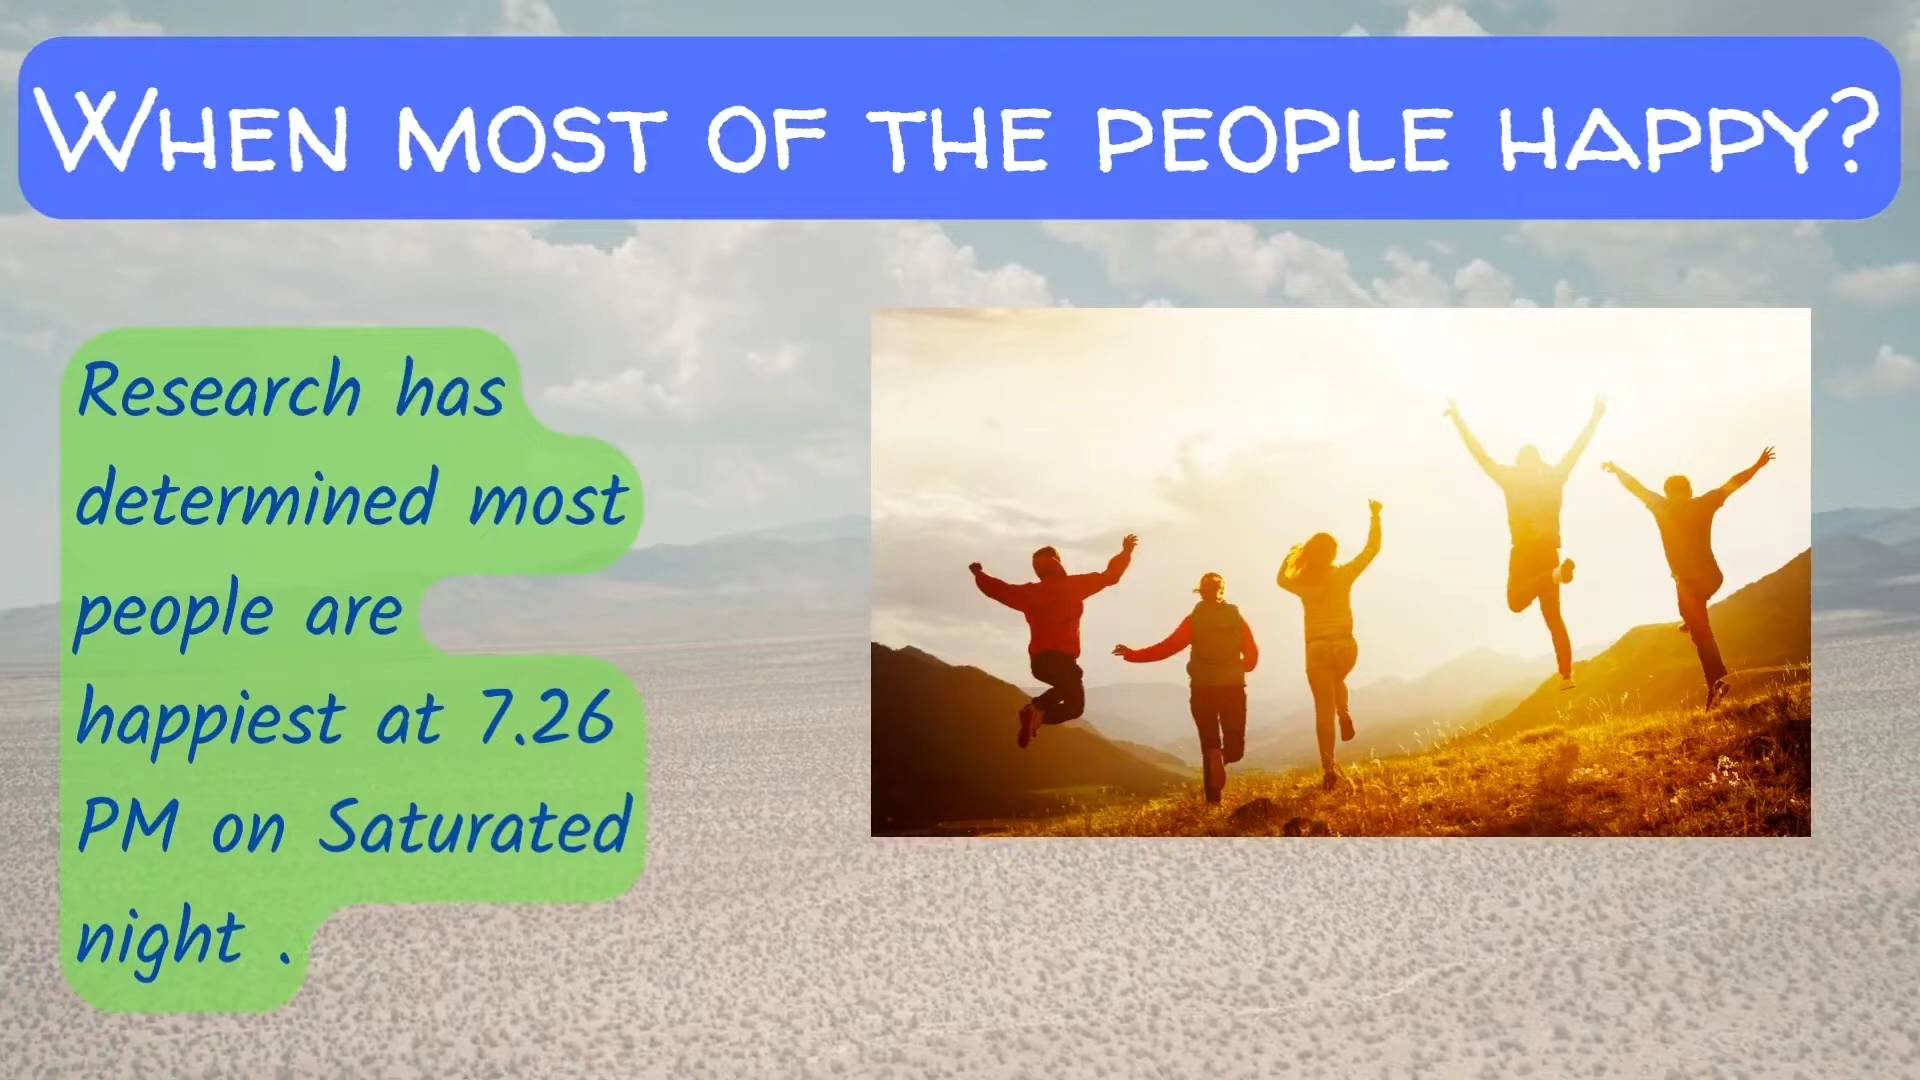 When most of the people happy?
Research has
determined most
people are
happiest at 7.26
PM on Saturated
night .